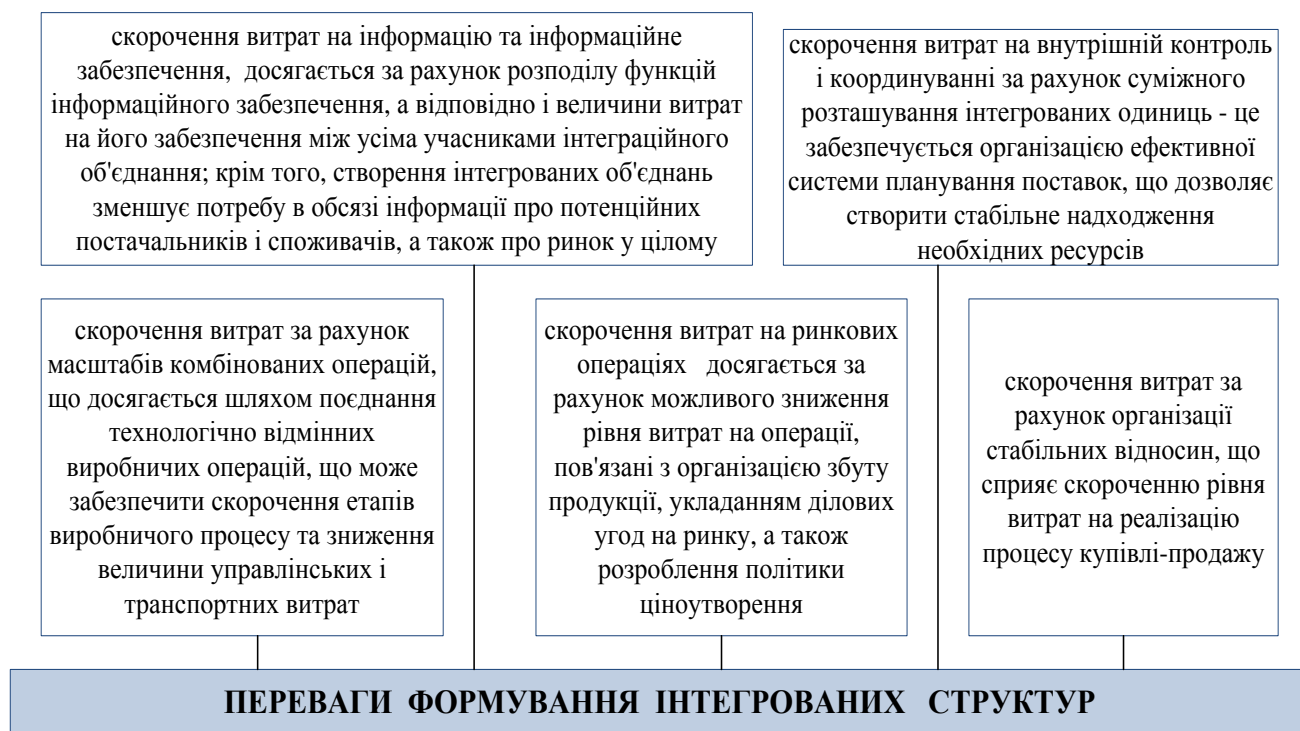 скорочення витрат на інформацію та інформаційне
забезпечення, досягається за рахунок розподілу функцій
інформаційного забезпечення, а відповідно і величини витрат
на його забезпечення між усіма учасниками інтеграційного
об'єднання; крім того, створення інтегрованих об'єднань
зменшує потребу в обсязі інформації про потенційних
постачальників і споживачів, а також про ринок у цілому
скорочення витрат на внутрішній контроль
і координуванні за рахунок суміжного
розташування інтегрованих одиниць - це
забезпечується організацією ефективної
системи планування поставок, що дозволяє
створити стабільне надходження
необхідних ресурсів
скорочення витрат за рахунок
масштабів комбінованих операцій,
що досягається шляхом поєднання
технологічно відмінних
виробничих операцій, що може
забезпечити скорочення етапів
виробничого процесу та зниження
величини управлінських і
транспортних витрат
скорочення витрат на ринкових
операціях досягається за
рахунок можливого зниження
рівня витрат на операції,
пов'язані з організацією збуту
продукції, укладанням ділових
угод на ринку, а також
розроблення політики
ціноутворення
скорочення витрат за
рахунок організації
стабільних відносин, що
сприяє скороченню рівня
витрат на реалізацію
процесу купівлі-продажу
ПЕРЕВАГИ ФОРМУВАННЯ ІНТЕГРОВАНИХ СТРУКТУР